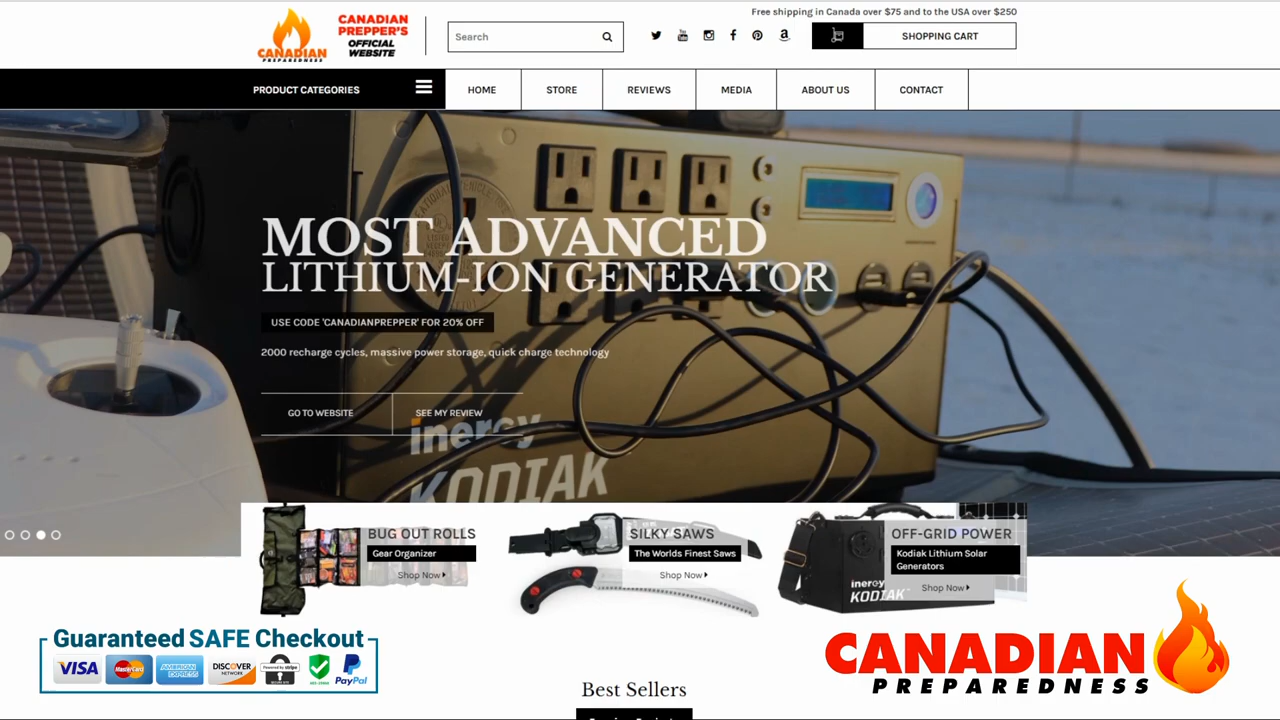 Free shipping in Canada over $75 and to the USA over $250
CANADIAN
PREPAREDNESS
CANADIAN
PREPPER'S
OFFICIAL
WEBSITE
Search
SHOPPING CART
PRODUCT CATEGORIES
HOME
STORE
REVIEWS
MEDIA
ABOUT US
CONTACT
MOST ADVANCED
LITHIUM-ION GENERATOR
USE CODE 'CANADIANPREPPER' FOR 20% OFF
2000 recharge cycles, massive power storage, quick charge technology
GO TO WEBSITE
SEE MY REVIEW
inergy
KODIAK
BUG OUT ROLLS
Gear Organizer
Shop Now
SILKY SAWS
The Worlds Finest Saws
Shop Now
OFF-GRID POWER
Kodiak Lithium Solar
Generators
Shop Now
inergy
KODIAK
Guaranteed SAFE Checkout
VISA
MasterCard
AMERICAN
EXPRESS
DISCOVER
NETWORK
Powered by stripe
PayPal
CANADIAN
PREPAREDNESS
Best Sellers